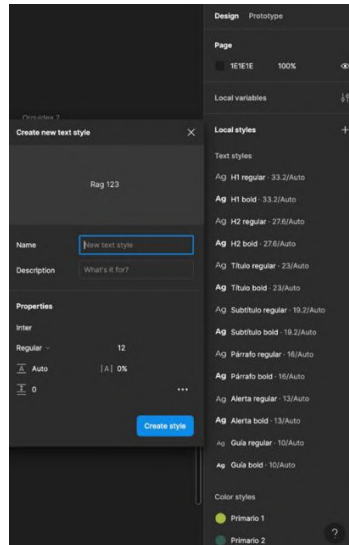 Design Prototype
Page
1E1E1E 100%
Local variables
Local styles
Text styles
Ag H1 regular · 33.2/Auto
Ag H1 bold · 33.2/Auto
Ag H2 regular · 27.6/Auto
Ag H2 bold · 27.6/Auto
Ag Título regular · 23/Auto
Ag Título bold · 23/Auto
Ag Subtítulo regular · 19.2/Auto
Ag Subtítulo bold · 19.2/Auto
Ag Párrafo regular · 16/Auto
Ag Párrafo bold · 16/Auto
Ag Alerta regular · 13/Auto
Ag Alerta bold · 13/Auto
Ag Guía regular · 10/Auto
Ag Guía bold · 10/Auto
Color styles
Primario 1
Primario 2
?
Create new text style
Rag 123
Name New text style
Description What's it for?
Properties
Inter
Regular 12
A Auto |A| 0%
0
Create style